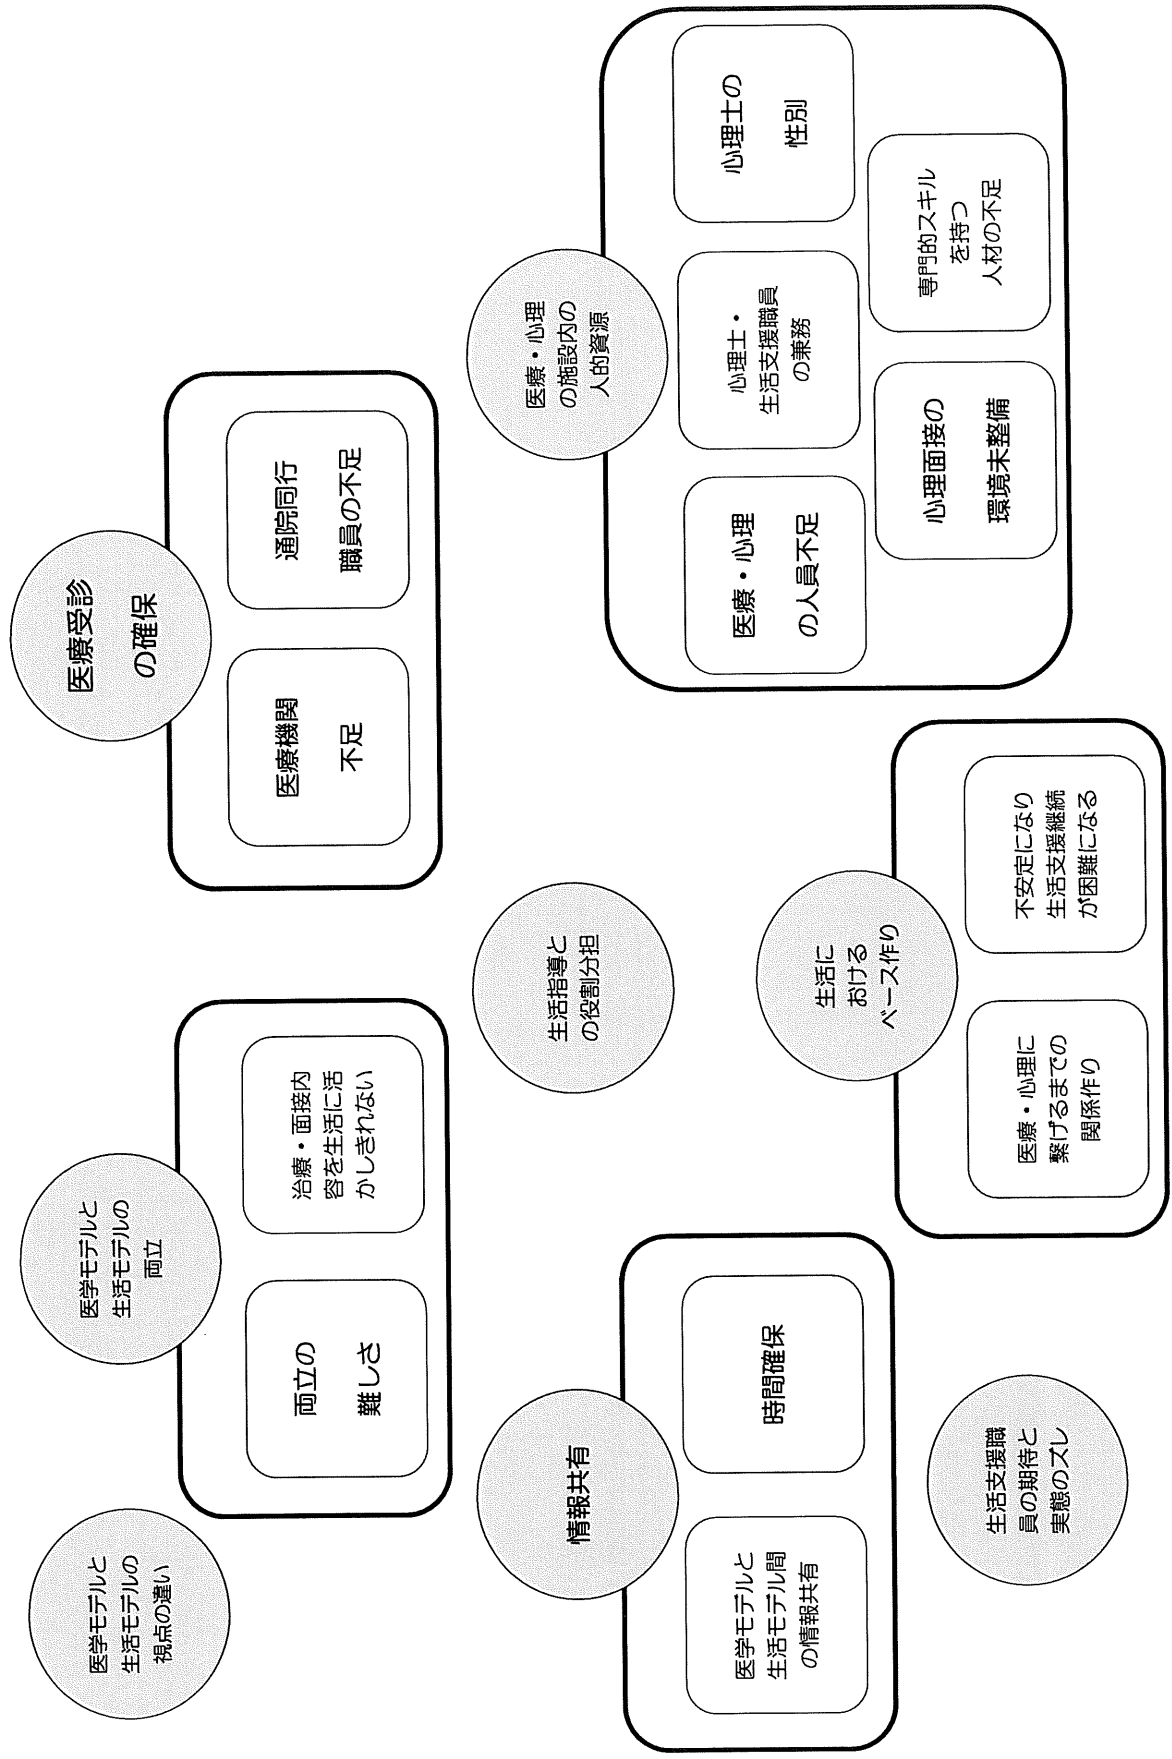 医学モデルと
生活モデルの
視点の違い
医学モデルと
生活モデルの
両立
両立の
難しさ
治療・面接内
容を生活に活
かしきれない
医療受診
の確保
医療機関
不足
通院同行
職員の不足
情報共有
医学モデルと
生活モデル間
の情報共有
時間確保
生活指導と
の役割分担
医療・心理
の施設内の
人的資源
医療・心理
の人員不足
心理士・
生活支援職員
の兼務
心理士の
性別
心理面接の
環境未整備
専門的スキル
を持つ
人材の不足
生活支援職
員の期待と
実態のズレ
生活に
おける
ベース作り
医療・心理に
繋げるまでの
関係作り
不安定になり
生活支援継続
が困難になる